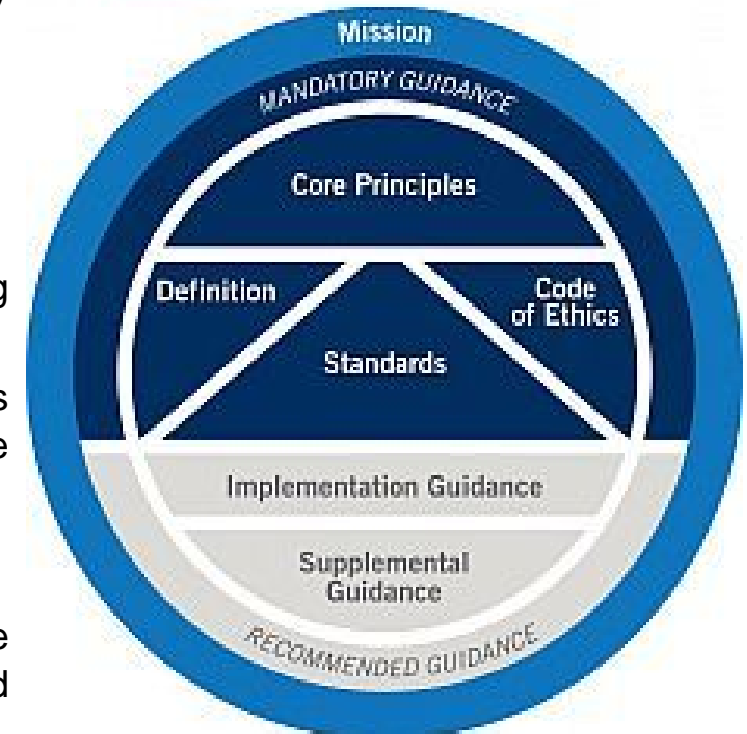 Mission
MANDATORY GUIDANCE
Core Principles
Definition
Code
of Ethics
Standards
Implementation Guidance
Supplemental
Guidance
RECOMMENDED GUIDANCE